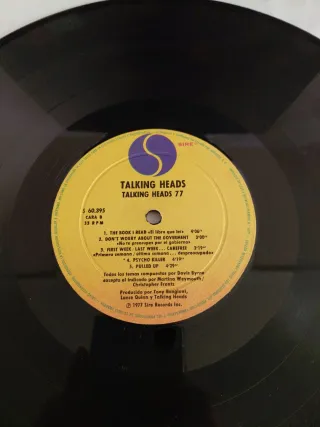 SIRE
TALKING HEADS
TALKING HEADS 77
S 60.395
CARA B
33 RPM
1. THE BOOK I READ «El libro que leí» 4'06"
2. DON'T WORRY ABOUT THE GOVERNMENT 3'00"
«No te preocupes por el gobierno»
3. FIRST WEEK - LAST WEEK ... CAREFREE 3'19"
«Primera semana / última semana ... despreocupado»
4. PSYCHO KILLER 4'19"
5. PULLED UP 4'29"
Todos los temas compuestos por David Byrne
excepto el indicado por Martina Weymouth/
Christopher Frantz
Producido por Tony Bongiovi,
Lance Quinn y Talking Heads
℗ 1977 Sire Records Inc.